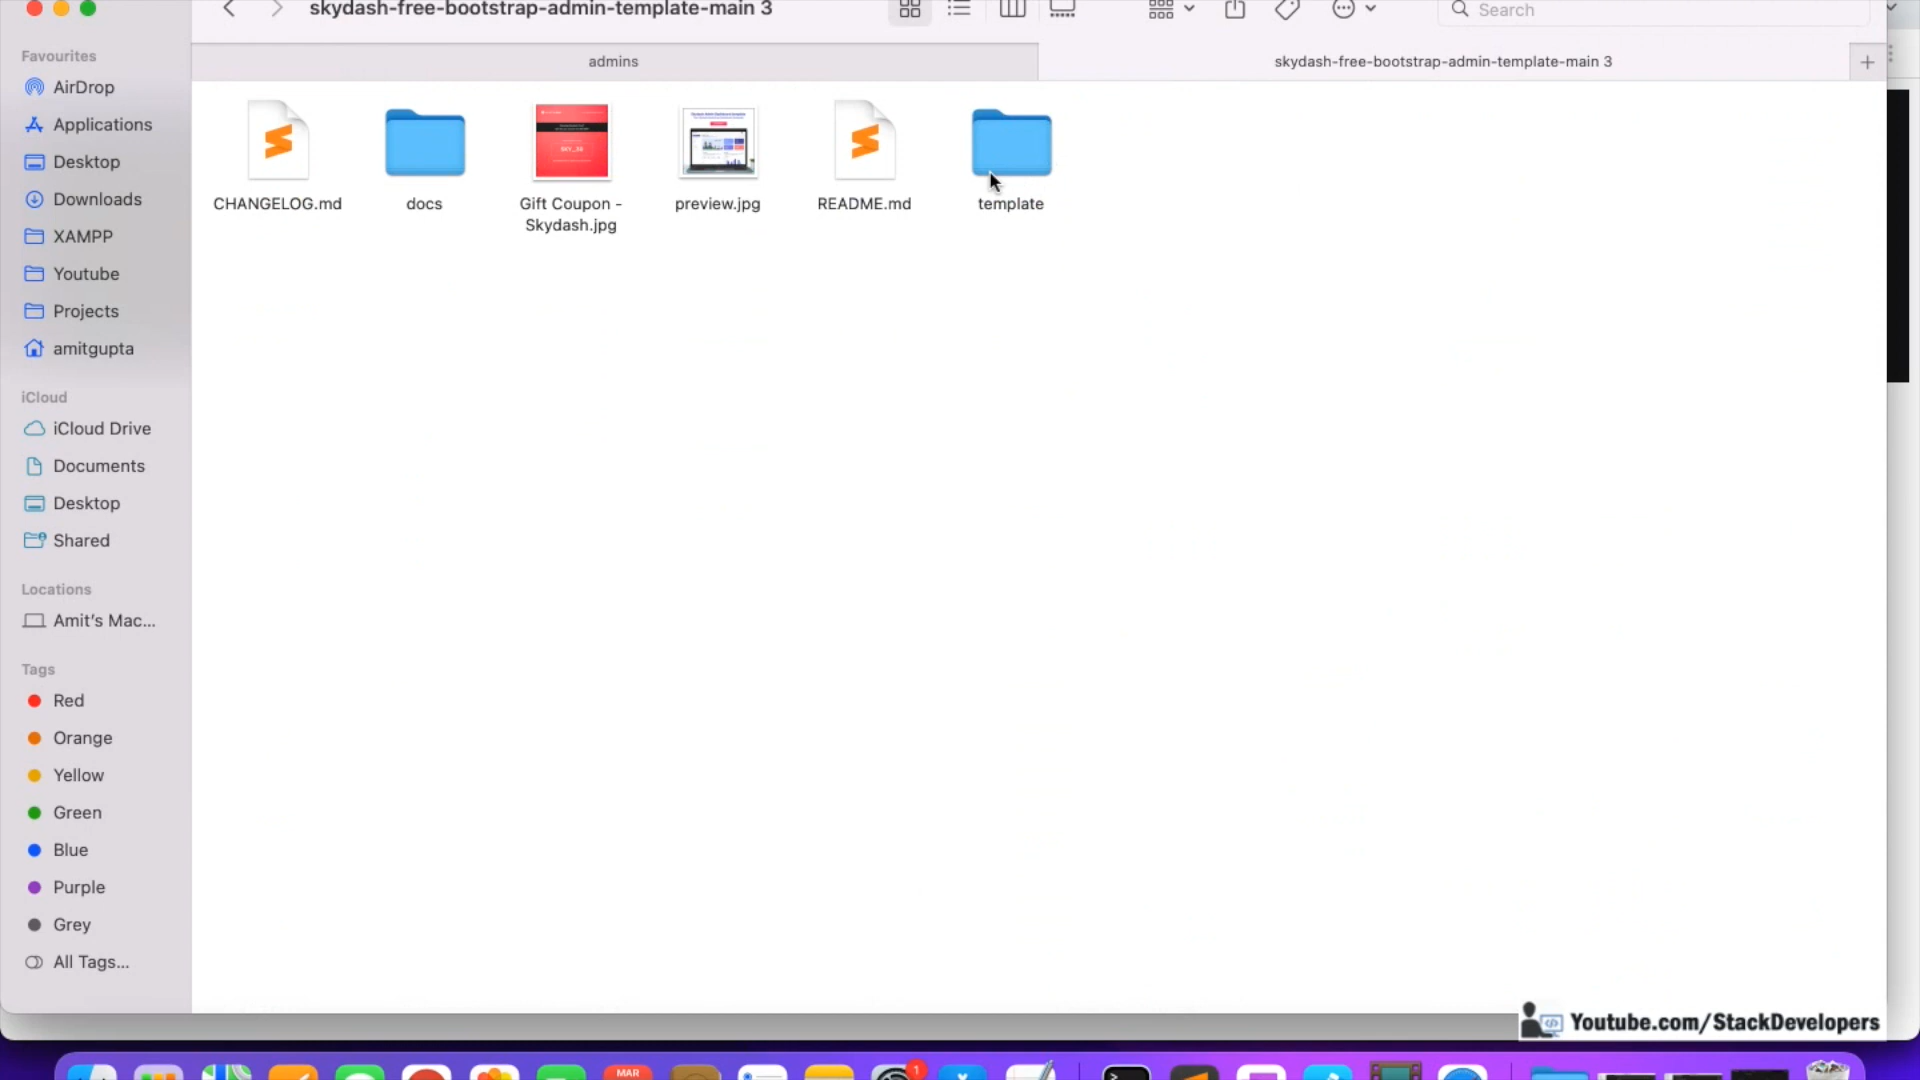 skydash-free-bootstrap-admin-template-main 3
Search
admins
skydash-free-bootstrap-admin-template-main 3
Favourites
AirDrop
Applications
Desktop
Downloads
XAMPP
Youtube
Projects
amitgupta
iCloud
iCloud Drive
Documents
Desktop
Shared
Locations
Amit's Mac...
Tags
Red
Orange
Yellow
Green
Blue
Purple
Grey
All Tags...
CHANGELOG.md
docs
Gift Coupon -
Skydash.jpg
preview.jpg
README.md
template
Youtube.com/StackDevelopers
MAR
1